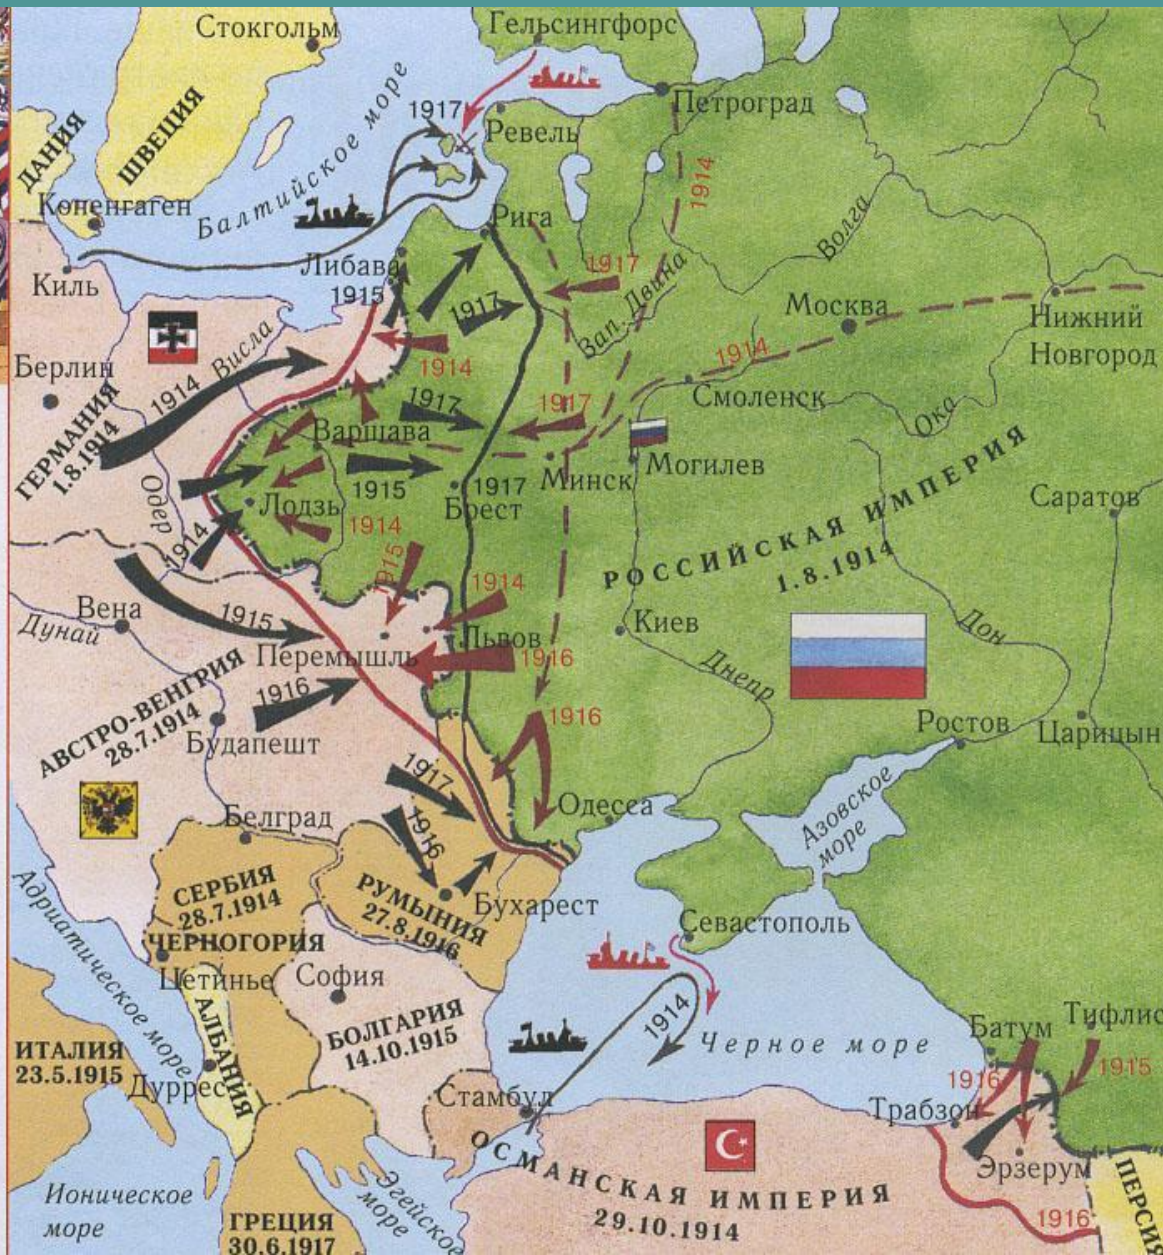 Стокгольм
Гельсингфорс
Петроград
Ревель
1917
ДАНИЯ
ШВЕЦИЯ
Балтийское море
Копенгаген
1914
Рига
Волга
Киль
Либава
1915
1917
1917
Зап. Двина
Москва
Нижний
Новгород
Висла
Берлин
1914
1914
1914
Смоленск
Ока
ГЕРМАНИЯ
1.8.1914
1917
1917
Варшава
Могилев
Минск
Одер
Лодзь
1915
1917
Брест
Саратов
1914
1914
РОССИЙСКАЯ ИМПЕРИЯ
1.8.1914
1915
1914
Вена
Дунай
1915
Львов
Киев
Дон
Перемышль
1916
Днепр
АВСТРО-ВЕНГРИЯ
28.7.1914
1916
1916
Будапешт
Ростов
Царицын
1917
Одесса
Азовское
море
Белград
1916
СЕРБИЯ
28.7.1914
РУМЫНИЯ
27.8.1916
Бухарест
Севастополь
Адриатическое море
ЧЕРНОГОРИЯ
Цетинье
София
АЛБАНИЯ
БОЛГАРИЯ
14.10.1915
1914
Черное море
Батум
Тифлис
ИТАЛИЯ
23.5.1915
Дуррес
1916
1915
Стамбул
Трабзон
ОСМАНСКАЯ ИМПЕРИЯ
29.10.1914
Эрзерум
ПЕРСИЯ
Ионическое
море
Эгейское
море
ГРЕЦИЯ
30.6.1917
1916